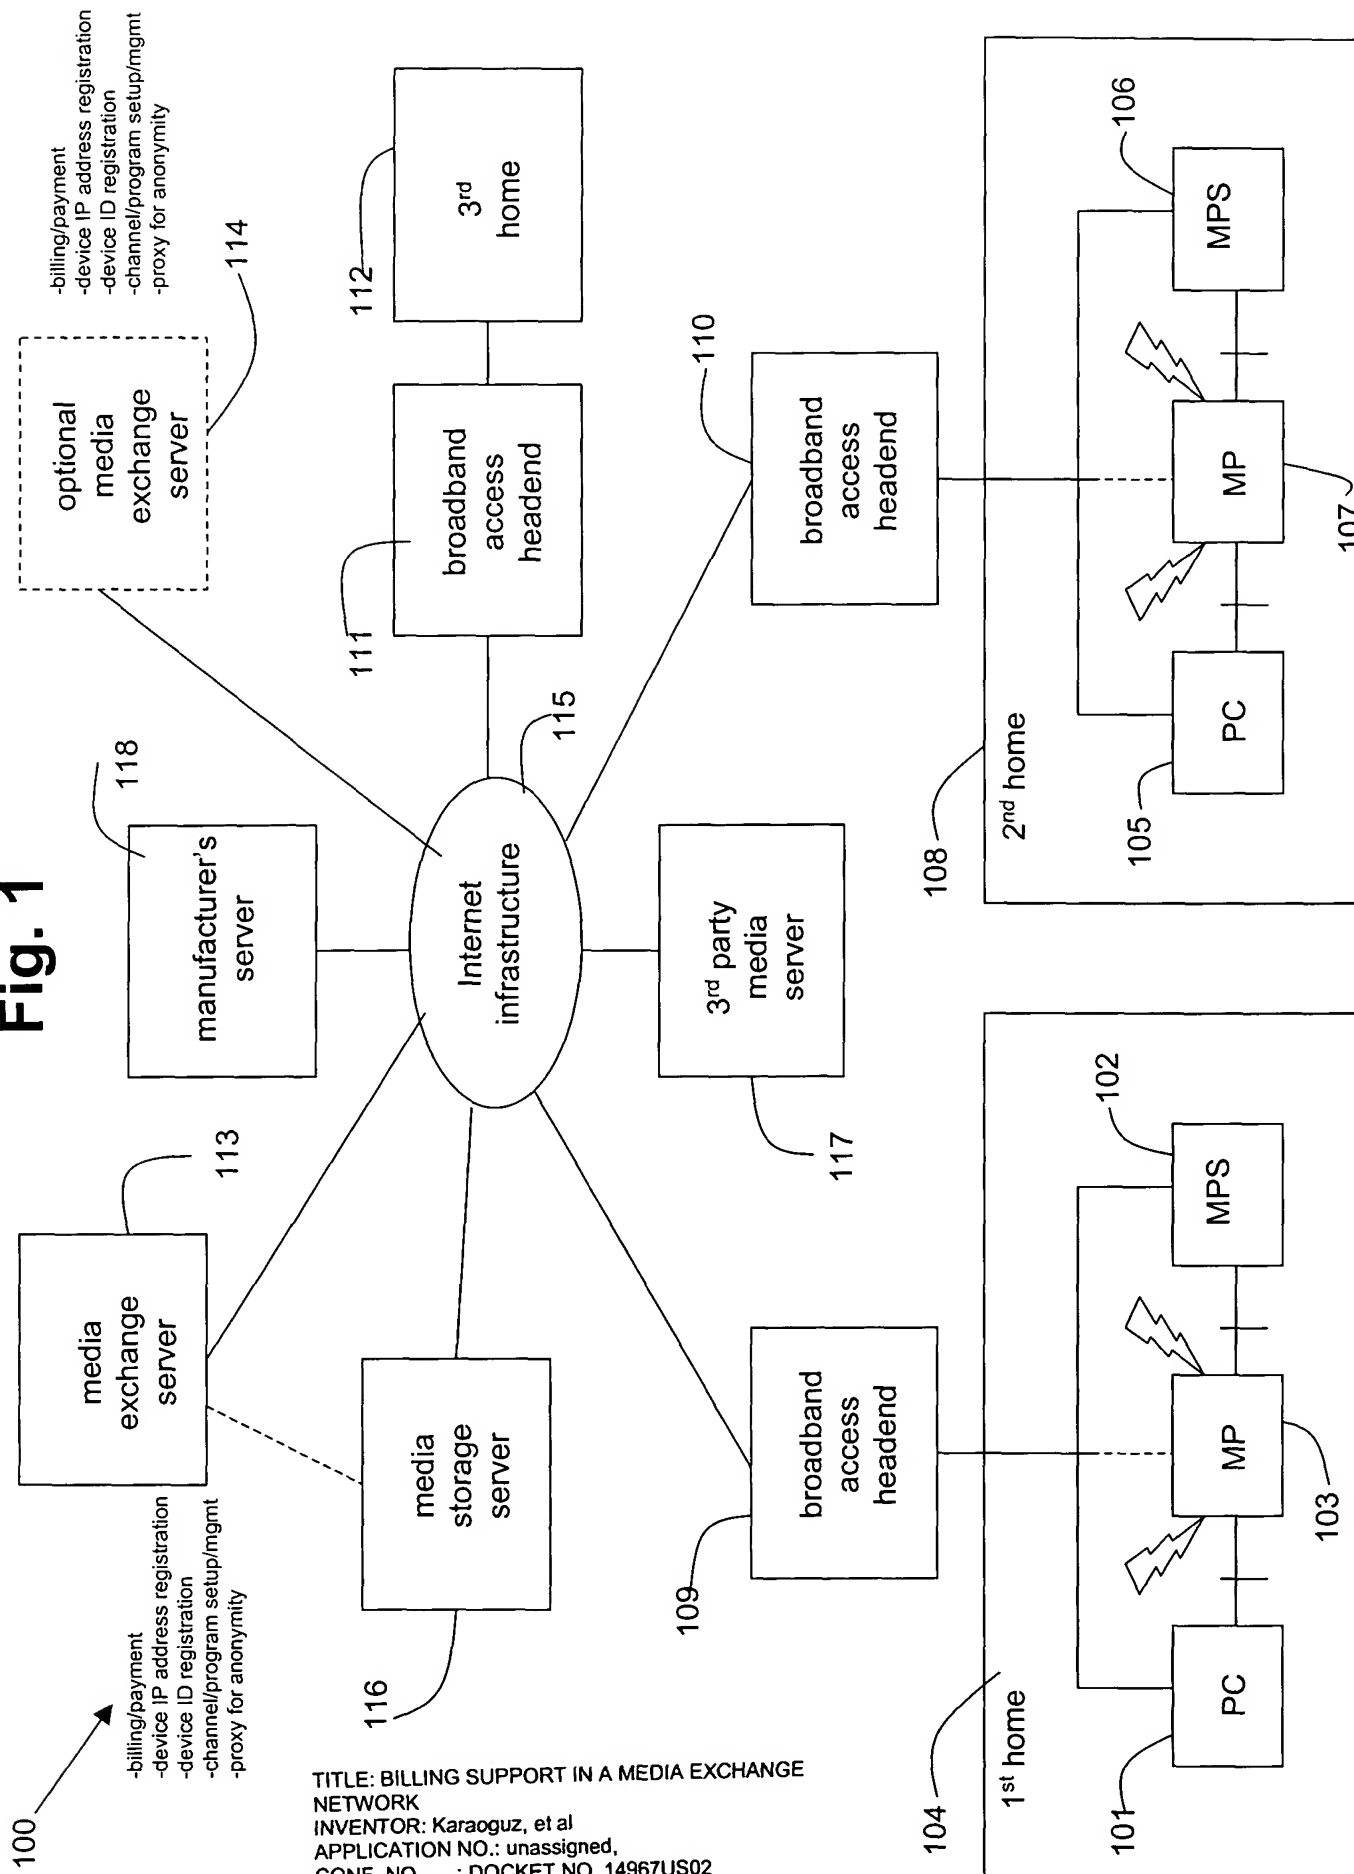 Fig. 1
100
-billing/payment
-device IP address registration
-device ID registration
-channel/program setup/mgmt
-proxy for anonymity
media
exchange
server
113
manufacturer's
server
118
optional
media
exchange
server
114
-billing/payment
-device IP address registration
-device ID registration
-channel/program setup/mgmt
-proxy for anonymity
media
storage
server
116
Internet
infrastructure
115
broadband
access
headend
111
3rd
home
112
3rd party
media
server
117
broadband
access
headend
109
broadband
access
headend
110
104
1st home
PC
101
MP
103
MPS
102
108
2nd home
PC
105
MP
107
MPS
106
TITLE: BILLING SUPPORT IN A MEDIA EXCHANGE
NETWORK
INVENTOR: Karaoguz, et al
APPLICATION NO.: unassigned,
CONF. NO. : DOCKET NO. 14967US02